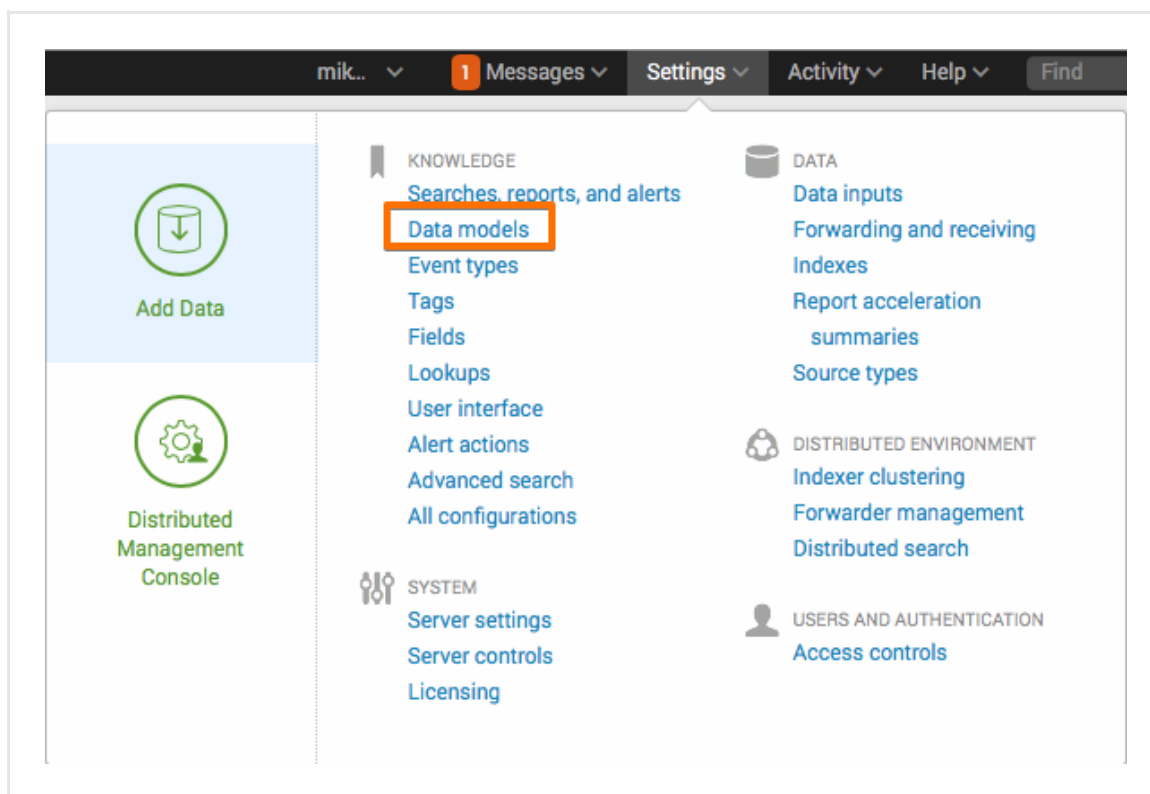 mik... 1 Messages Settings Activity Help Find
Add Data
Distributed
Management
Console
KNOWLEDGE
Searches, reports, and alerts
Data models
Event types
Tags
Fields
Lookups
User interface
Alert actions
Advanced search
All configurations
SYSTEM
Server settings
Server controls
Licensing
DATA
Data inputs
Forwarding and receiving
Indexes
Report acceleration
summaries
Source types
DISTRIBUTED ENVIRONMENT
Indexer clustering
Forwarder management
Distributed search
USERS AND AUTHENTICATION
Access controls